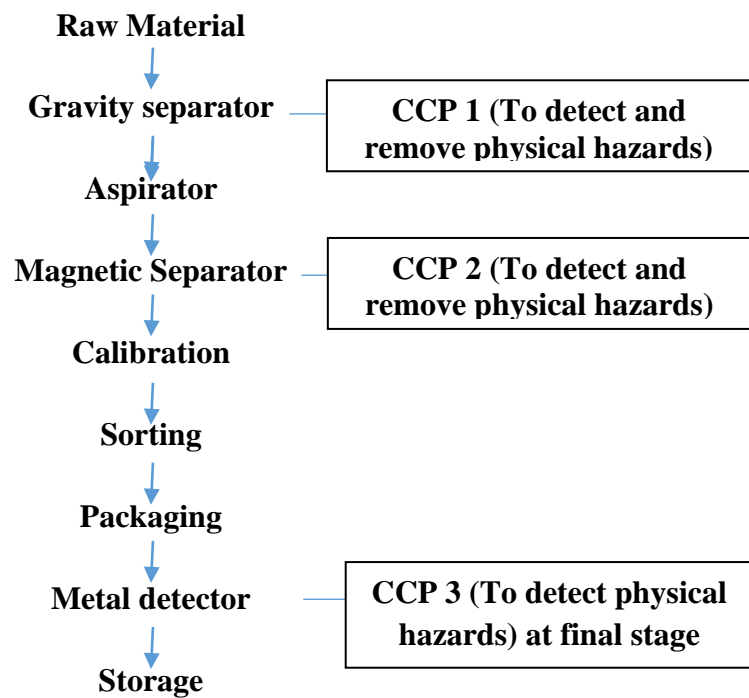 Raw Material
Gravity separator
CCP 1 (To detect and
remove physical hazards)
Aspirator
Magnetic Separator
CCP 2 (To detect and
remove physical hazards)
Calibration
Sorting
Packaging
Metal detector
CCP 3 (To detect physical
hazards) at final stage
Storage